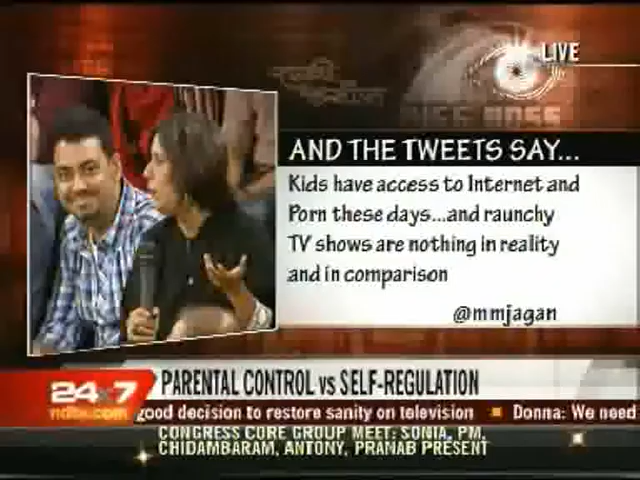 LIVE
BIGG BOSS
AND THE TWEETS SAY...
Kids have access to Internet and
Porn these days...and raunchy
TV shows are nothing in reality
and in comparison
@mmjagan
PARENTAL CONTROL vs SELF-REGULATION
24x7
ndtv.com
good decision to restore sanity on television ▪ Donna: We need
CONGRESS CORE GROUP MEET: SONIA, PM,
CHIDAMBARAM, ANTONY, PRANAB PRESENT